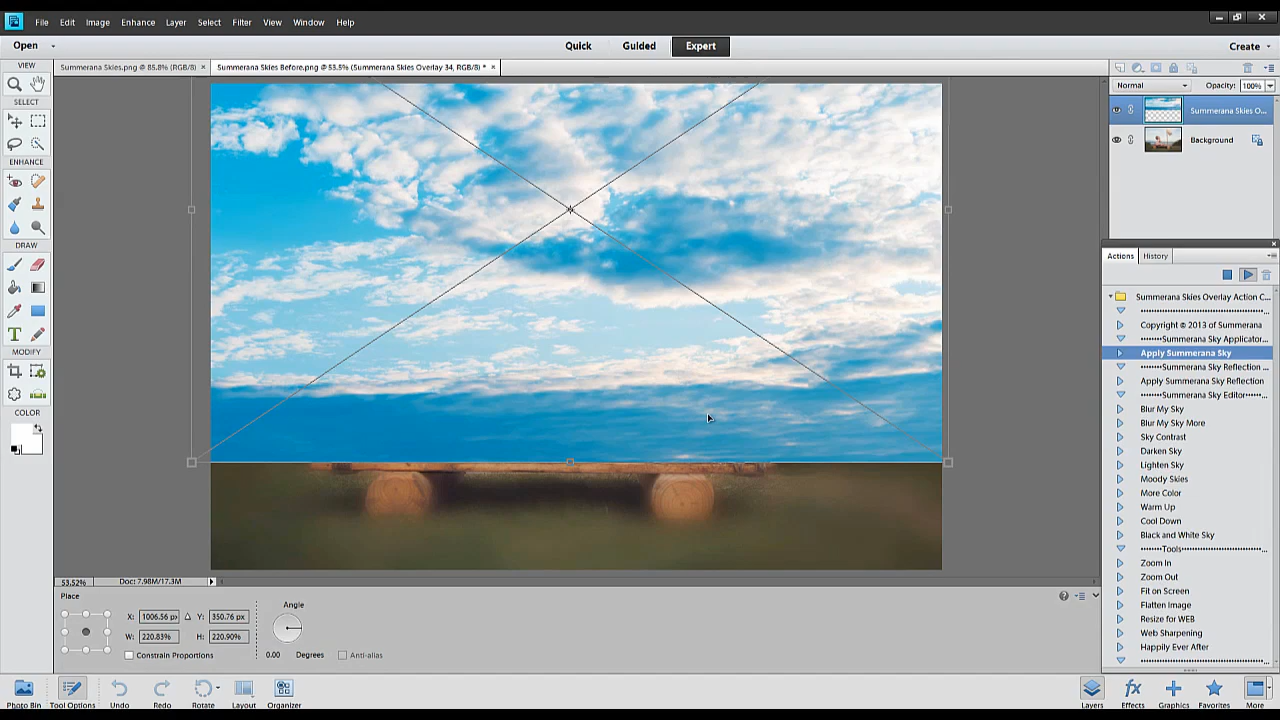 File Edit Image Enhance Layer Select Filter View Window Help
Open Quick Guided Expert Create
VIEW
Summerana Skies.png @ 85.8% (RGB/8) × Summerana Skies Before.png @ 53.5% (Summerana Skies Overlay 34, RGB/8) * ×
Normal Opacity: 100%
SELECT
Summerana Skies O...
Background
ENHANCE
DRAW
Actions History
Summerana Skies Overlay Action C...
Copyright © 2013 of Summerana
Summerana Sky Applicator...
Apply Summerana Sky
Summerana Sky Reflection ...
Apply Summerana Sky Reflection
Summerana Sky Editor
Blur My Sky
Blur My Sky More
Sky Contrast
Darken Sky
Lighten Sky
Moody Skies
More Color
Warm Up
Cool Down
Black and White Sky
Tools
Zoom In
Zoom Out
Fit on Screen
Flatten Image
Resize for WEB
Web Sharpening
Happily Ever After
T
MODIFY
COLOR
53.52% Doc: 7.98M/17.3M
Place
X: 1006.56 px Y: 350.76 px
W: 220.83% H: 220.90%
Constrain Proportions
Angle
0.00 Degrees Anti-alias
Photo Bin Tool Options Undo Redo Rotate Layout Organizer
Layers Effects Graphics Favorites More